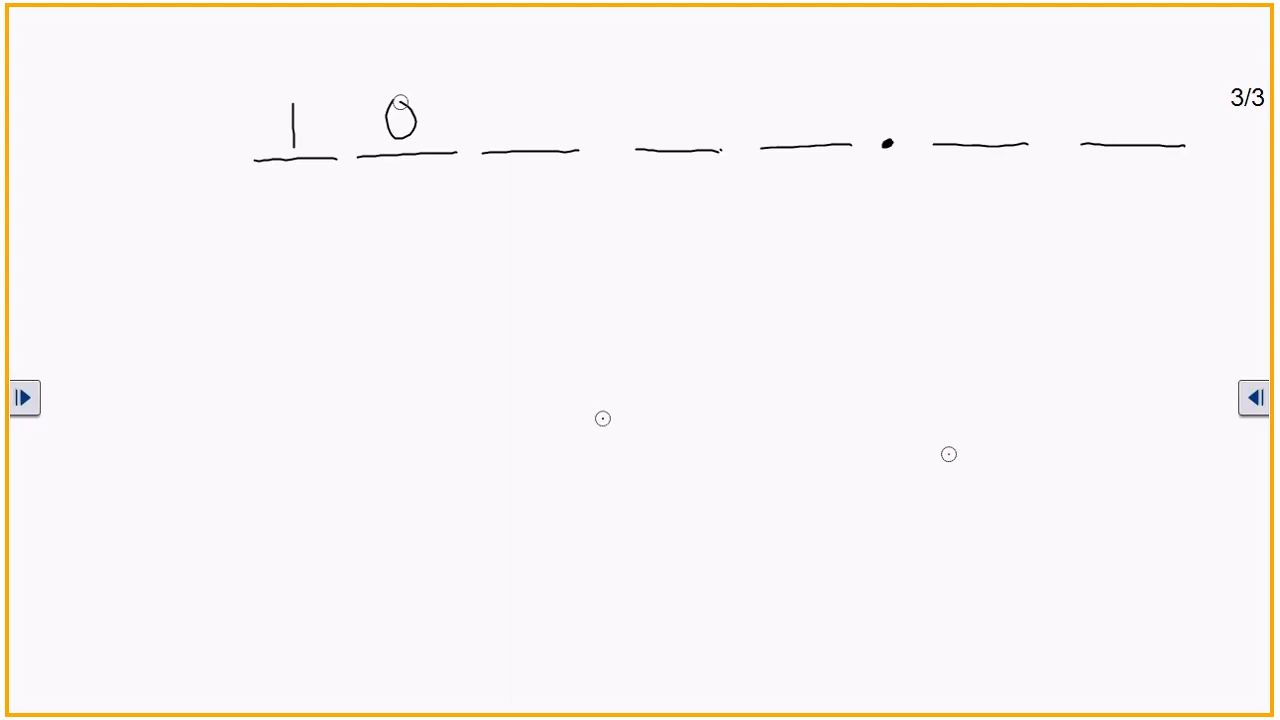 3/3
1 0 _ _ _ . _ _